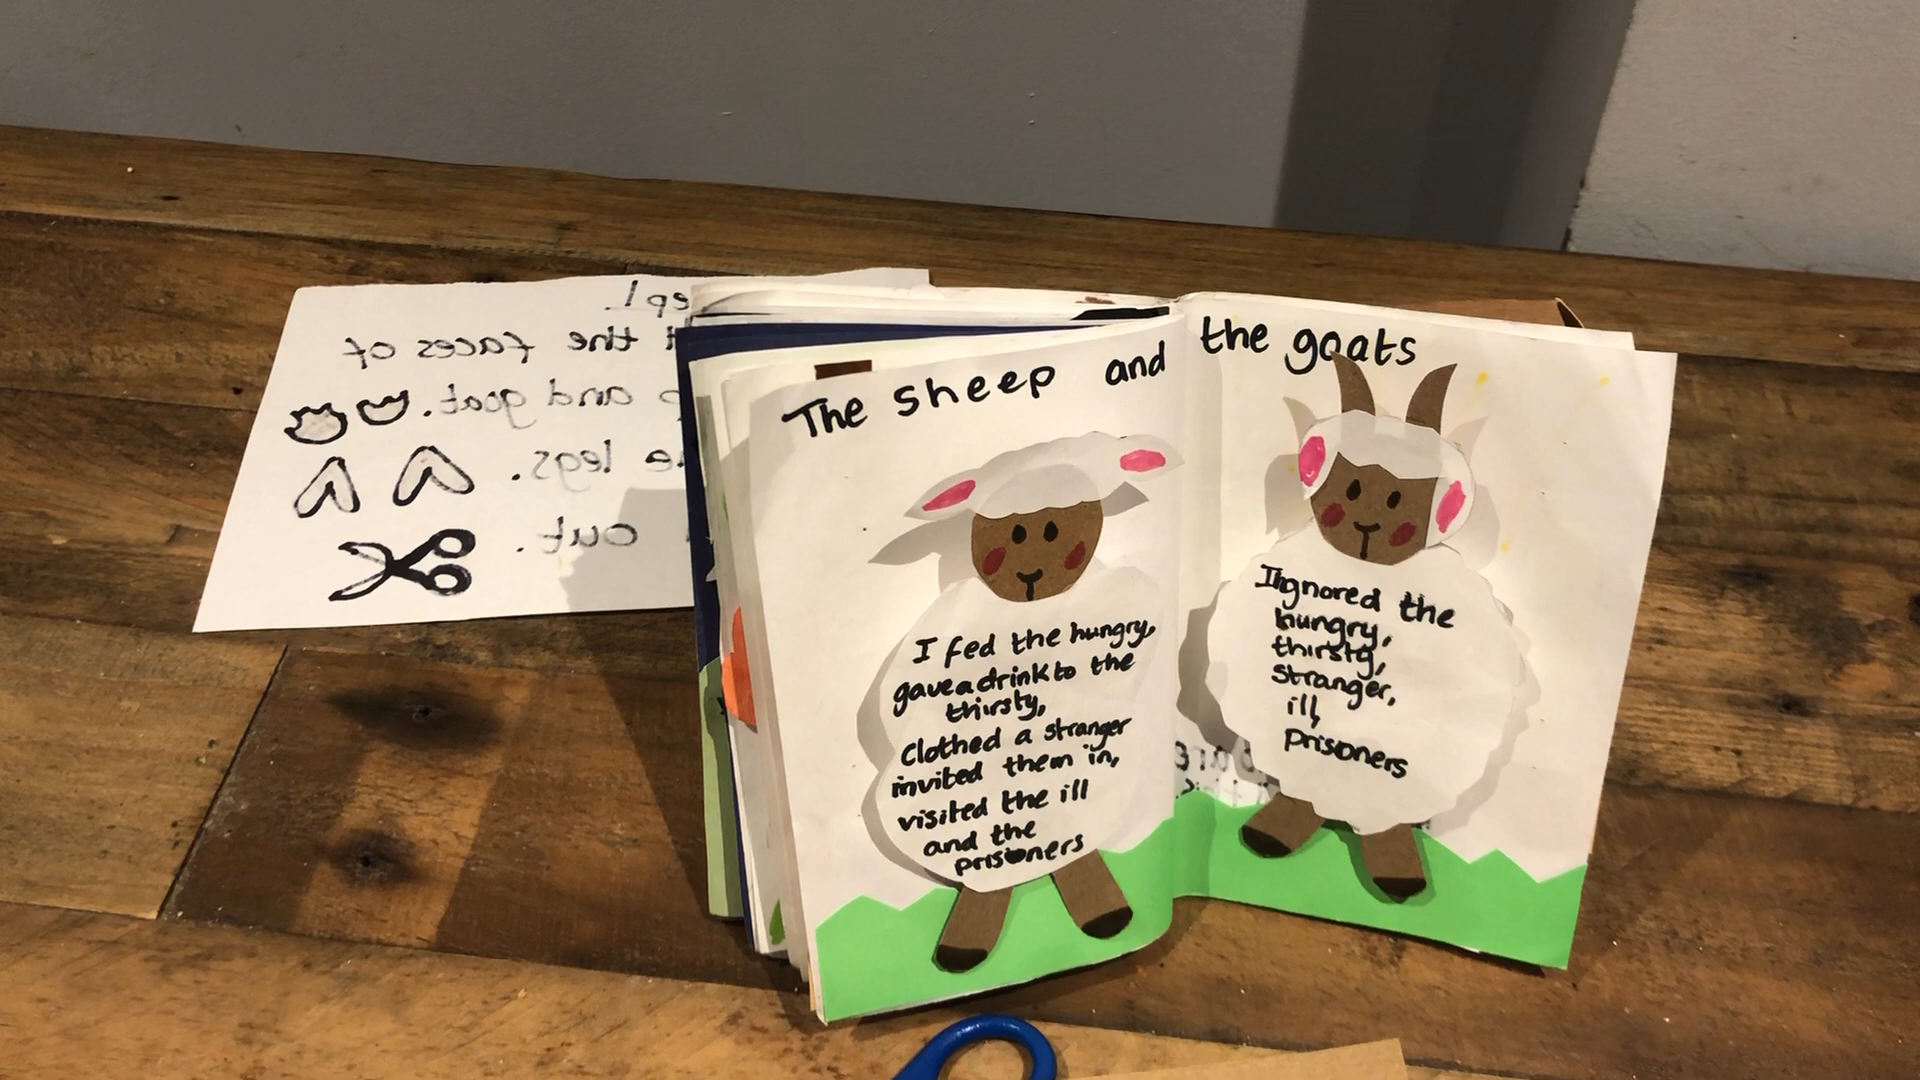 The sheep and the goats
I fed the hungry,
gave a drink to the
thirsty,
clothed a stranger
invited them in,
visited the ill
and the
prisoners
Ihgnored the
hungry,
thirsty,
stranger,
ill,
prisoners
the faces of
and goat.
legs.
out.